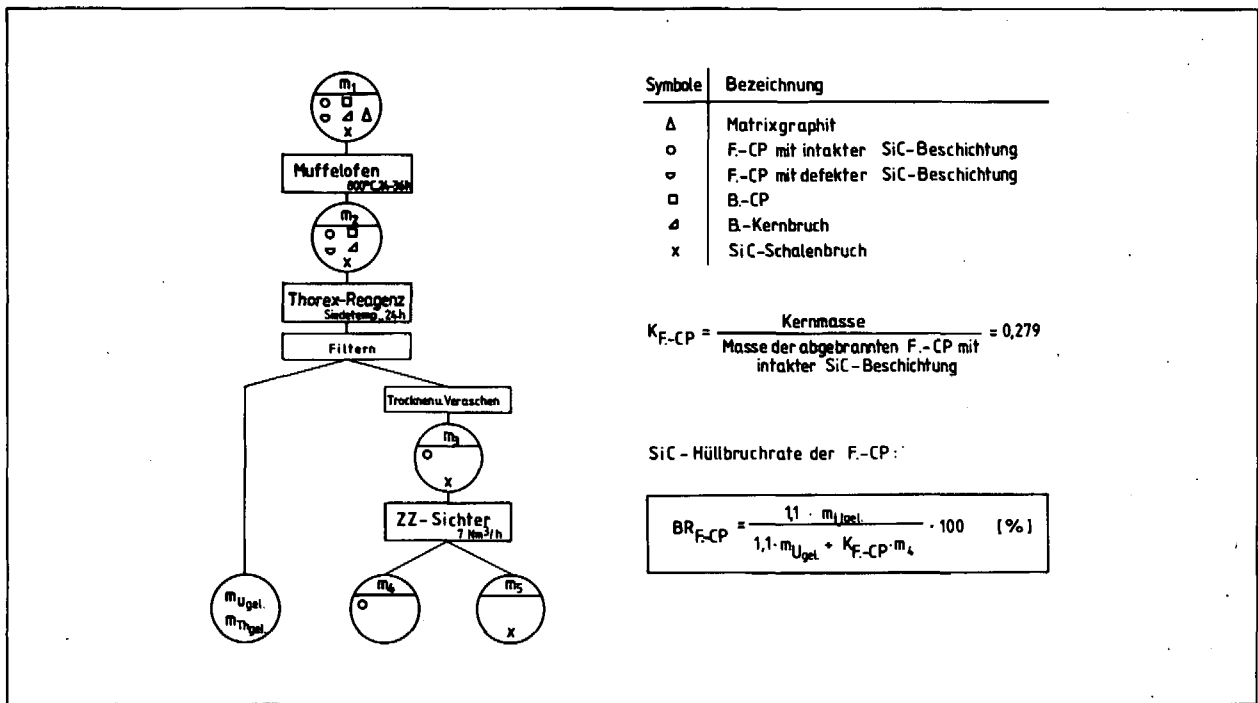 m1
Muffelofen
800°C, 24-36h
m2
Thorex-Reagenz
Siedetemp., 24h
Filtern
Trocknen u. Veraschen
m3
x
ZZ-Sichter
7 Nm³/h
mUgel.
mThgel.
m4
m5
x
Symbole Bezeichnung
Δ Matrixgraphit
F.-CP mit intakter SiC-Beschichtung
F.-CP mit defekter SiC-Beschichtung
B.-CP
B.-Kernbruch
x SiC-Schalenbruch
KF.-CP = Kernmasse / Masse der abgebrannten F.-CP mit intakter SiC-Beschichtung = 0,279
SiC-Hüllbruchrate der F.-CP:
BRF.-CP = 1,1 · mUgel. / 1,1 · mUgel. + KF.-CP · m4 · 100 [%]